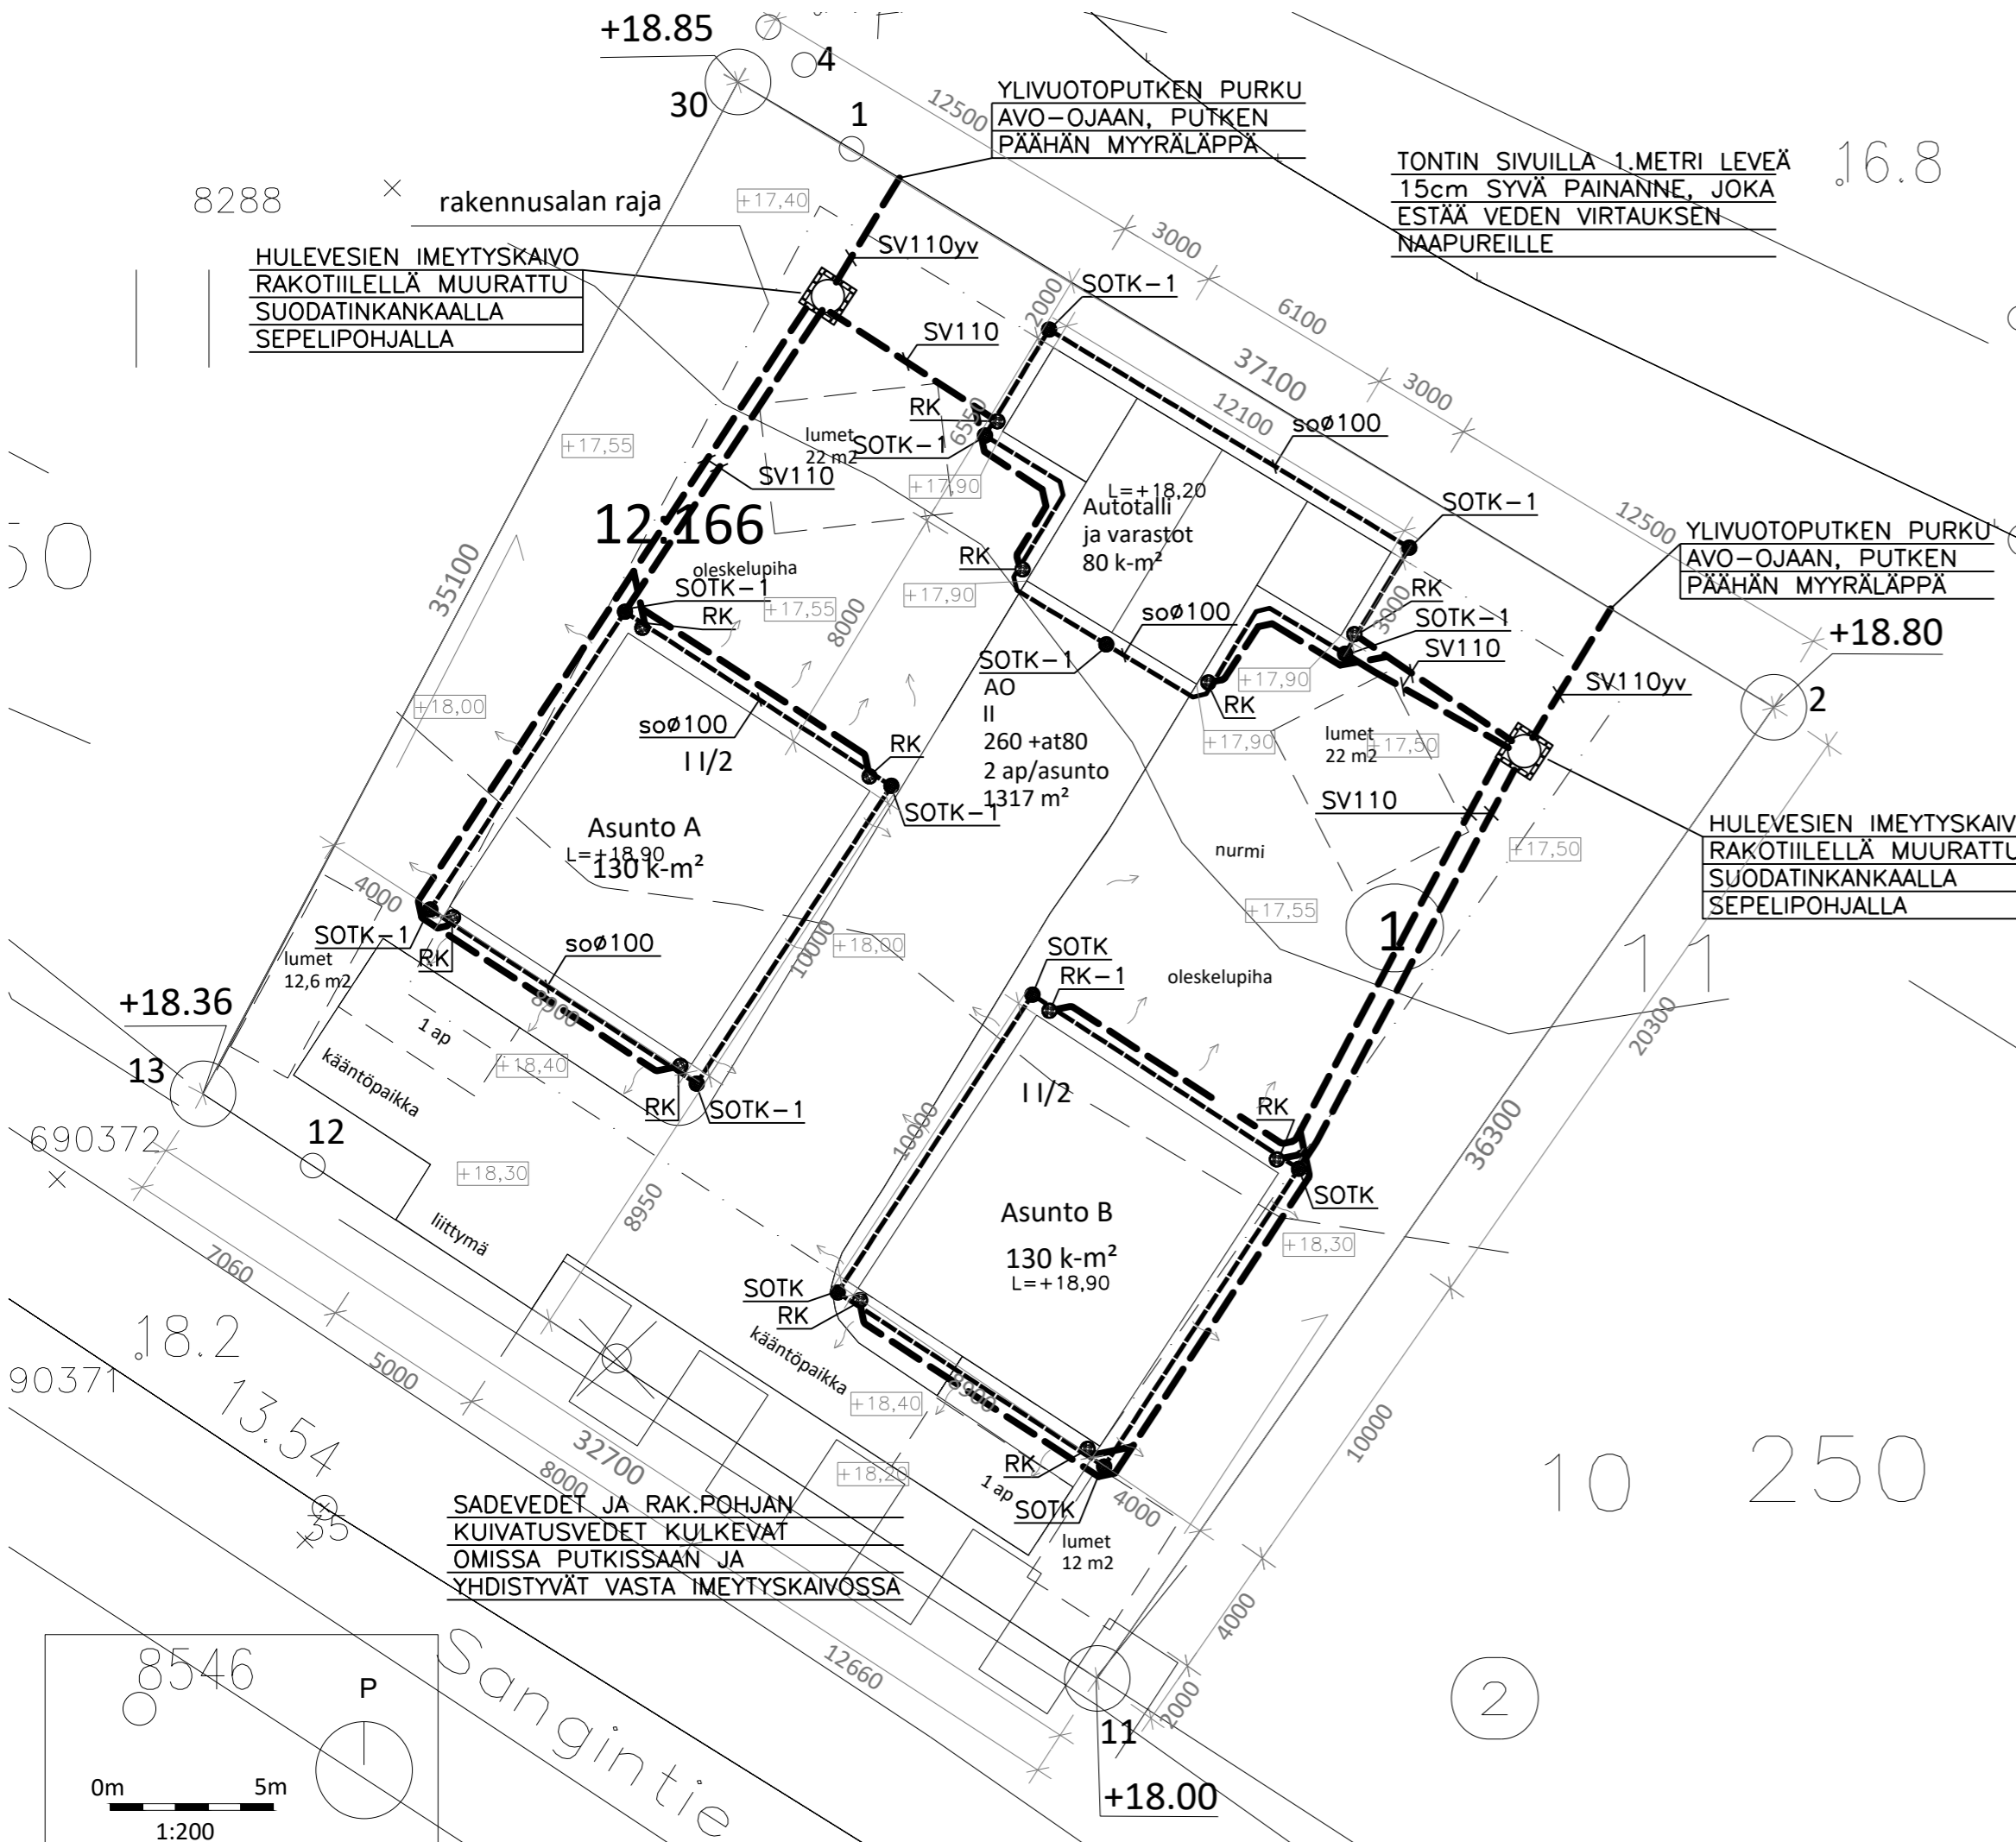 +18.85
4
30
1
12500
YLIVUOTOPUTKEN PURKU
AVO-OJAAN, PUTKEN
PÄÄHÄN MYYRÄLÄPPÄ
TONTIN SIVUILLA 1.METRI LEVEÄ
15cm SYVÄ PAINANNE, JOKA
ESTÄÄ VEDEN VIRTAUKSEN
NAAPUREILLE
16.8
8288
rakennusalan raja
+17,40
SV110yv
3000
HULEVESIEN IMEYTYSKAIVO
RAKOTIILELLÄ MUURATTU
SUODATINKANKAALLA
SEPELIPOHJALLA
2000
SOTK-1
6100
SV110
37100
3000
12100
RK
6550
soø100
lumet
22 m2
SOTK-1
+17,55
SV110
+17,90
L=+18,20
Autotalli
ja varastot
80 k-m²
SOTK-1
12500
YLIVUOTOPUTKEN PURKU
AVO-OJAAN, PUTKEN
PÄÄHÄN MYYRÄLÄPPÄ
50
12.166
35100
oleskelupiha
SOTK-1
+17,55
RK
RK
+17,90
8000
soø100
3000
RK
SOTK-1
SV110
+18.80
SOTK-1
AO
II
260 +at80
2 ap/asunto
1317 m²
+17,90
RK
SV110yv
2
+18,00
soø100
I I/2
RK
+17,90
lumet
22 m2
+17,50
SOTK-1
SV110
Asunto A
L=+18,90
130 k-m²
nurmi
+17,50
HULEVESIEN IMEYTYSKAIV
RAKOTIILELLÄ MUURATTU
SUODATINKANKAALLA
SEPELIPOHJALLA
4000
+17,55
1
SOTK-1
RK
soø100
10000
+18,00
SOTK
RK-1
oleskelupiha
11
lumet
12,6 m2
+18.36
8900
1 ap
kääntöpaikka
+18,40
20300
13
RK
SOTK-1
I I/2
10000
RK
36300
690372
12
+18,30
8950
SOTK
Asunto B
130 k-m²
L=+18,90
liittymä
+18,30
7060
SOTK
RK
18.2
kääntöpaikka
5000
90371
8900
+18,40
13.54
32700
10000
8000
+18,20
RK
1 ap
SOTK
4000
10
250
35
SADEVEDET JA RAK.POHJAN
KUIVATUSVEDET KULKEVAT
OMISSA PUTKISSAAN JA
YHDISTYVÄT VASTA IMEYTYSKAIVOSSA
lumet
12 m2
4000
12660
8546
P
Sangintie
2000
2
11
0m
5m
+18.00
1:200